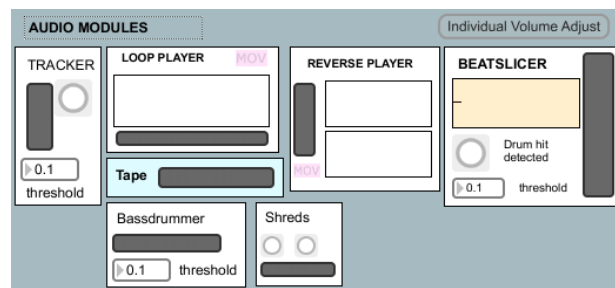 AUDIO MODULES
Individual Volume Adjust
TRACKER
0.1
threshold
LOOP PLAYER
MOV
REVERSE PLAYER
MOV
BEATSLICER
Drum hit
detected
0.1
threshold
Tape
Bassdrummer
0.1
threshold
Shreds